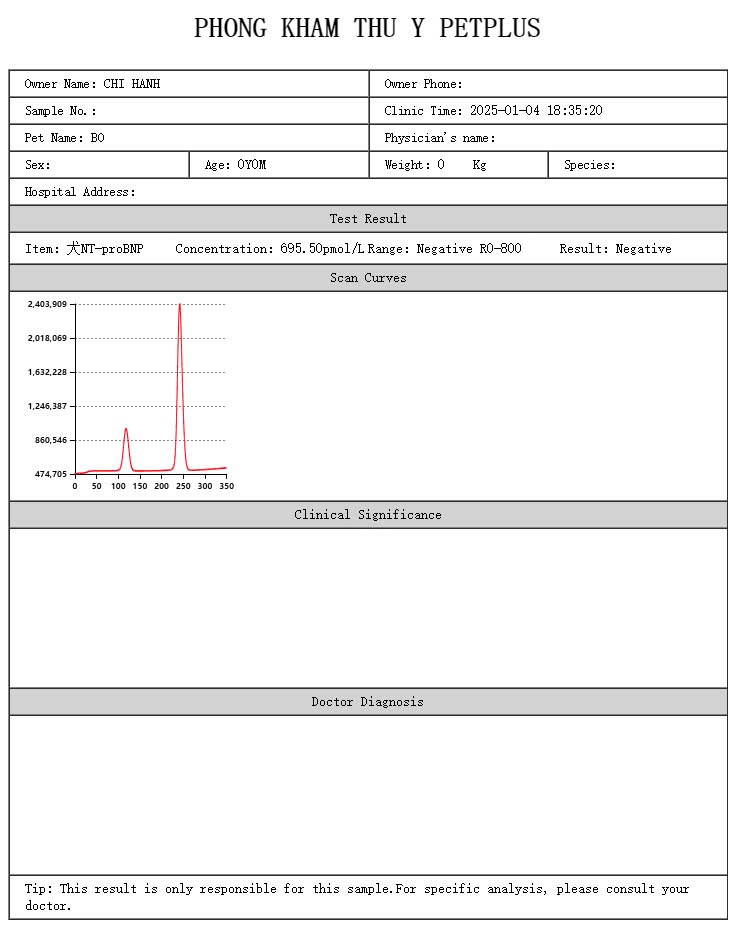 PHONG KHAM THU Y PETPLUS
Owner Name: CHI HANH Owner Phone:
Sample No.: Clinic Time: 2025-01-04 18:35:20
Pet Name: BO Physician's name:
Sex: Age: 0Y0M Weight: 0 Kg Species:
Hospital Address:
Test Result
Item: 犬NT-proBNP Concentration: 695.50pmol/L Range: Negative R0-800 Result: Negative
Scan Curves
2,403,909
2,018,069
1,632,228
1,246,387
860,546
474,705
0 50 100 150 200 250 300 350
Clinical Significance
Doctor Diagnosis
Tip: This result is only responsible for this sample.For specific analysis, please consult your
doctor.